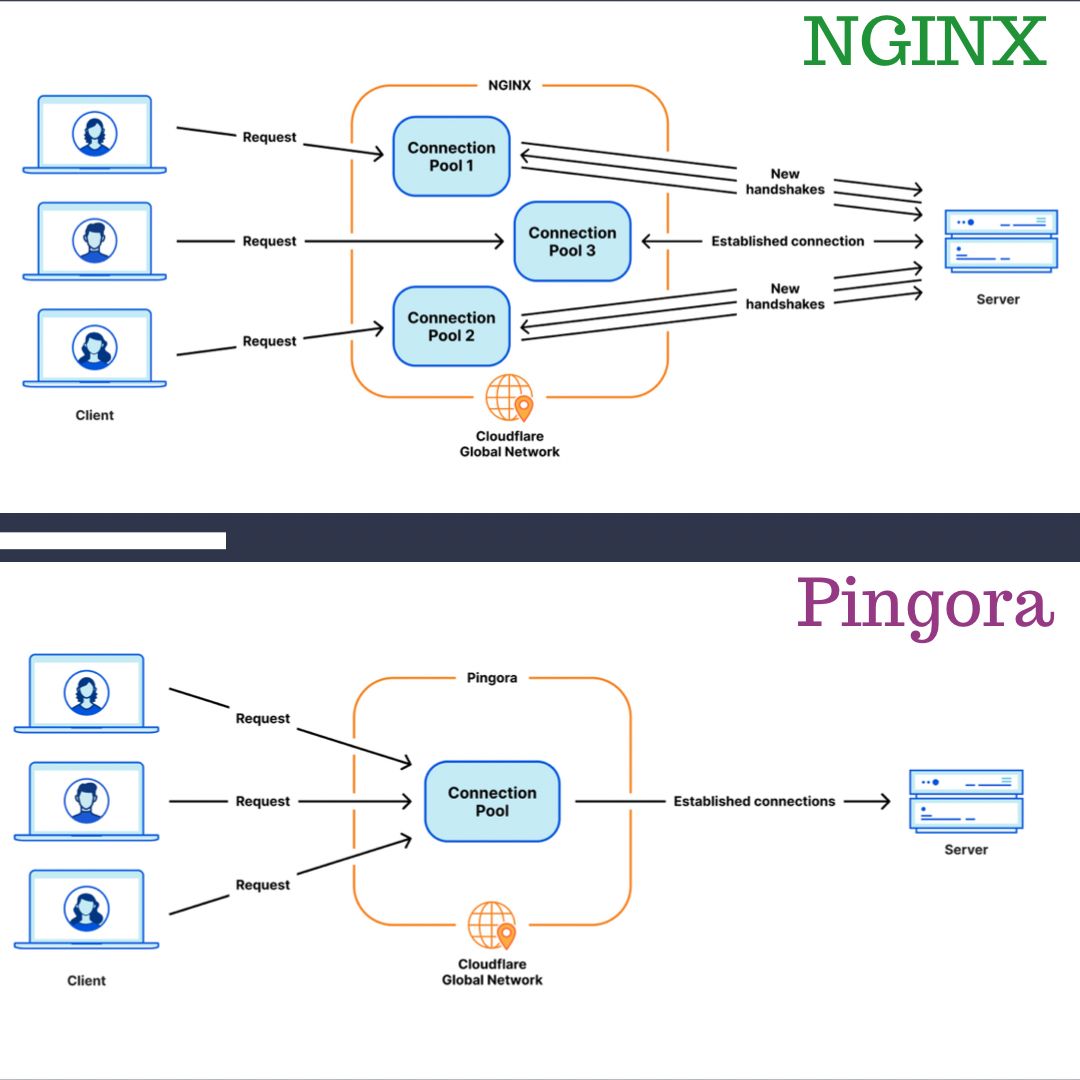 NGINX
NGINX
Request
Connection
Pool 1
New
handshakes
Request
Connection
Pool 3
Established connection
Server
Request
Connection
Pool 2
New
handshakes
Client
Cloudflare
Global Network
Pingora
Pingora
Request
Request
Connection
Pool
Established connections
Server
Request
Client
Cloudflare
Global Network